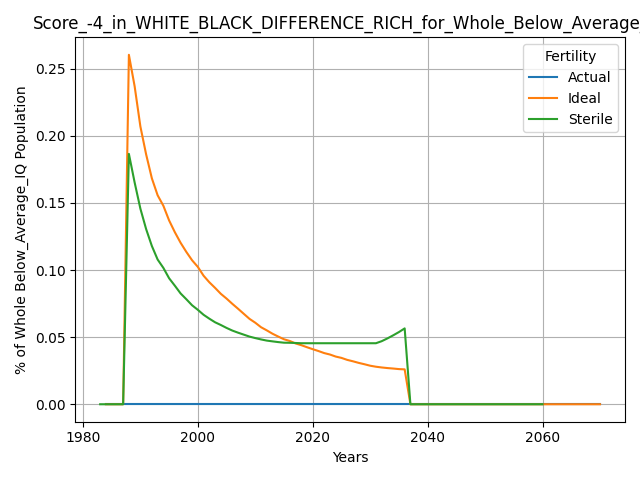 Score_-4_in_WHITE_BLACK_DIFFERENCE_RICH_for_Whole_Below_Average_
% of Whole Below_Average_IQ Population
0.25
0.20
0.15
0.10
0.05
0.00
Fertility
Actual
Ideal
Sterile
1980
2000
2020
2040
2060
Years